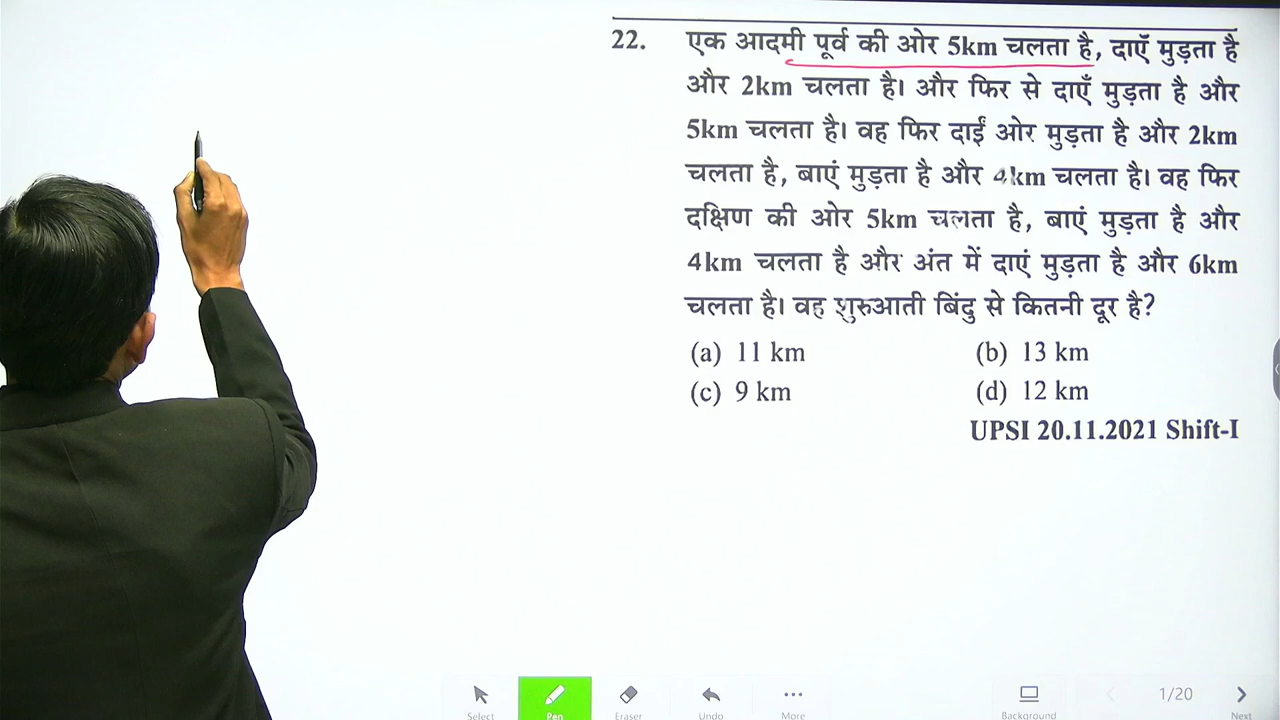 22. एक आदमी पूर्व की ओर 5km चलता है, दाएँ मुड़ता है
और 2km चलता है। और फिर से दाएँ मुड़ता है और
5km चलता है। वह फिर दाईं ओर मुड़ता है और 2km
चलता है, बाएं मुड़ता है और 4km चलता है। वह फिर
दक्षिण की ओर 5km चलता है, बाएं मुड़ता है और
4km चलता है और अंत में दाएं मुड़ता है और 6km
चलता है। वह शुरुआती बिंदु से कितनी दूर है?
(a) 11 km (b) 13 km
(c) 9 km (d) 12 km
UPSI 20.11.2021 Shift-I
Select Pen Eraser Undo More Background 1/20 Next